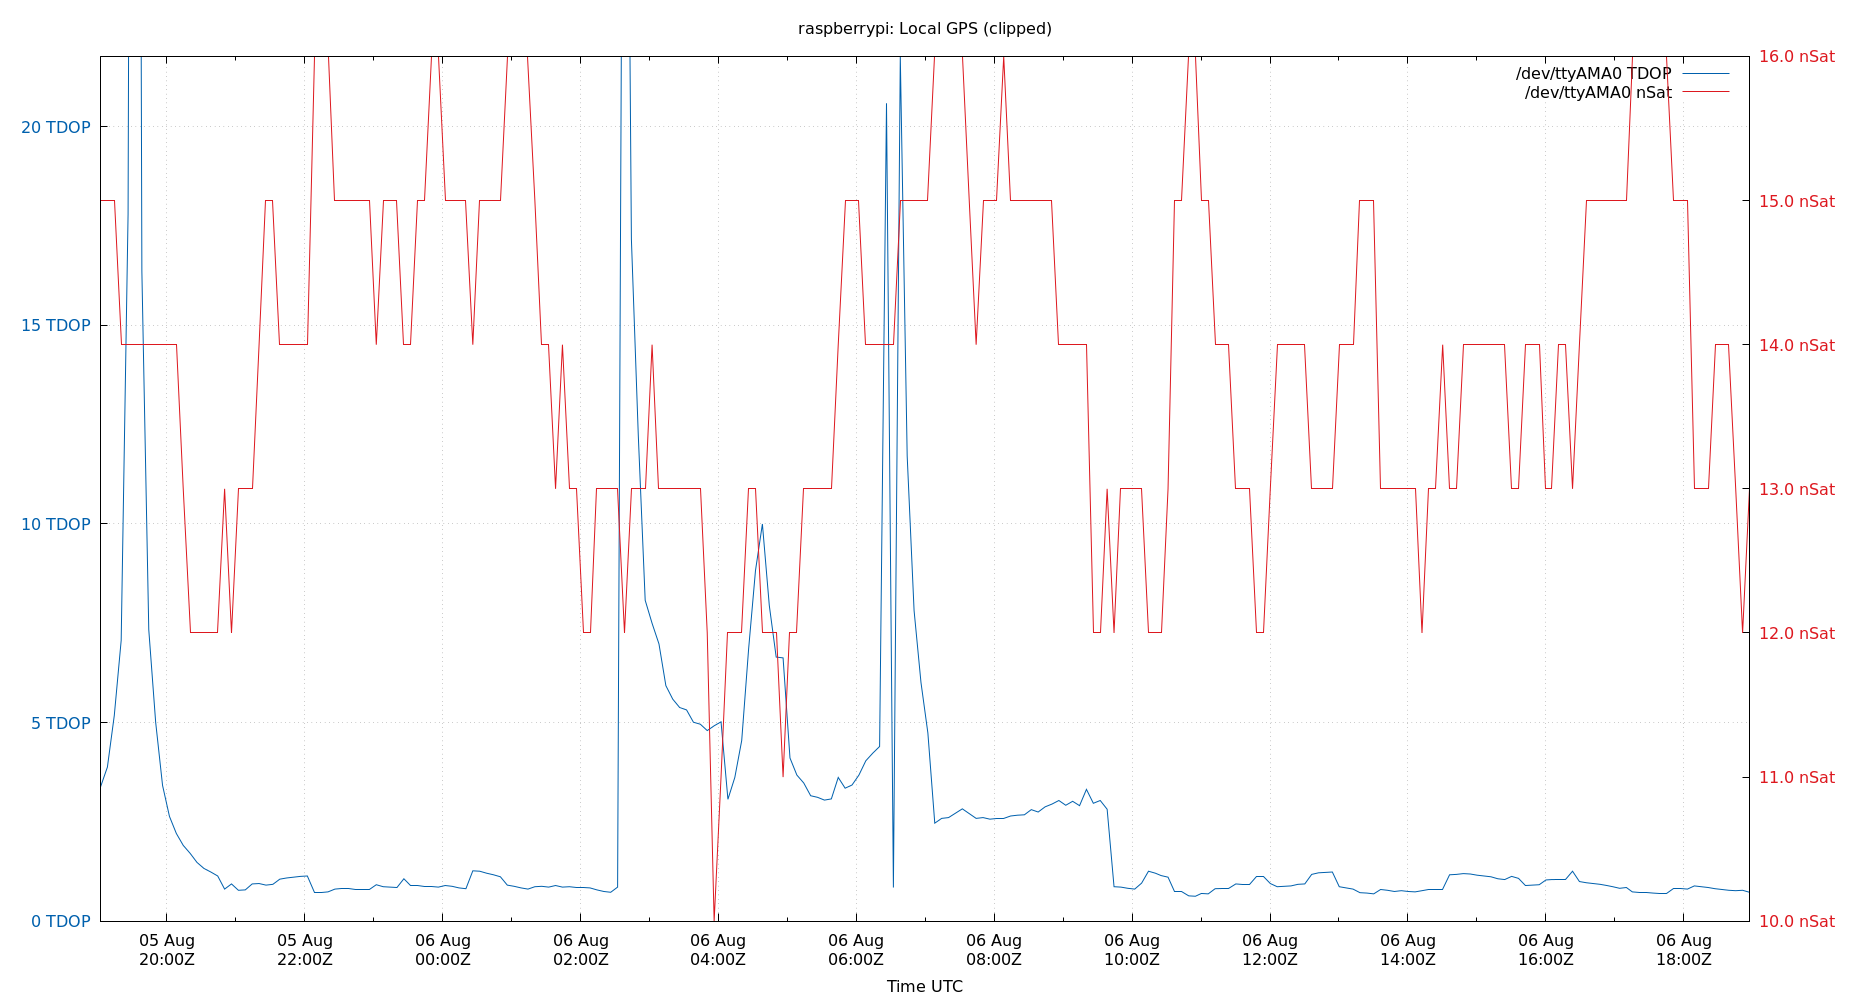 raspberrypi: Local GPS (clipped)
16.0 nSat
/dev/ttyAMA0 TDOP
/dev/ttyAMA0 nSat
20 TDOP
15.0 nSat
15 TDOP
14.0 nSat
13.0 nSat
10 TDOP
12.0 nSat
5 TDOP
11.0 nSat
0 TDOP
10.0 nSat
05 Aug 05 Aug 06 Aug 06 Aug 06 Aug 06 Aug 06 Aug 06 Aug 06 Aug 06 Aug 06 Aug 06 Aug
20:00Z 22:00Z 00:00Z 02:00Z 04:00Z 06:00Z 08:00Z 10:00Z 12:00Z 14:00Z 16:00Z 18:00Z
Time UTC